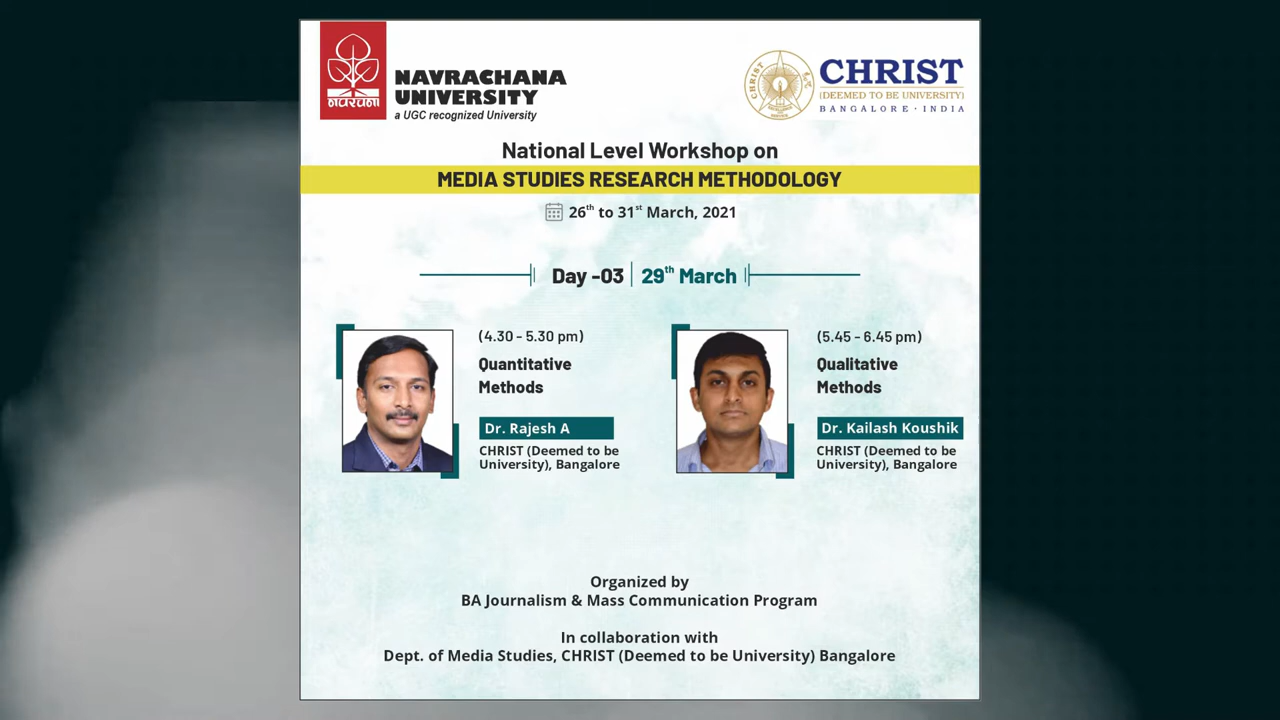 नवरचना
NAVRACHANA
UNIVERSITY
a UGC recognized University
CHRIST
(DEEMED TO BE UNIVERSITY)
BANGALORE · INDIA
National Level Workshop on
MEDIA STUDIES RESEARCH METHODOLOGY
26th to 31st March, 2021
Day -03 | 29th March
(4.30 - 5.30 pm)
Quantitative
Methods
Dr. Rajesh A
CHRIST (Deemed to be
University), Bangalore
(5.45 - 6.45 pm)
Qualitative
Methods
Dr. Kailash Koushik
CHRIST (Deemed to be
University), Bangalore
Organized by
BA Journalism & Mass Communication Program
In collaboration with
Dept. of Media Studies, CHRIST (Deemed to be University) Bangalore